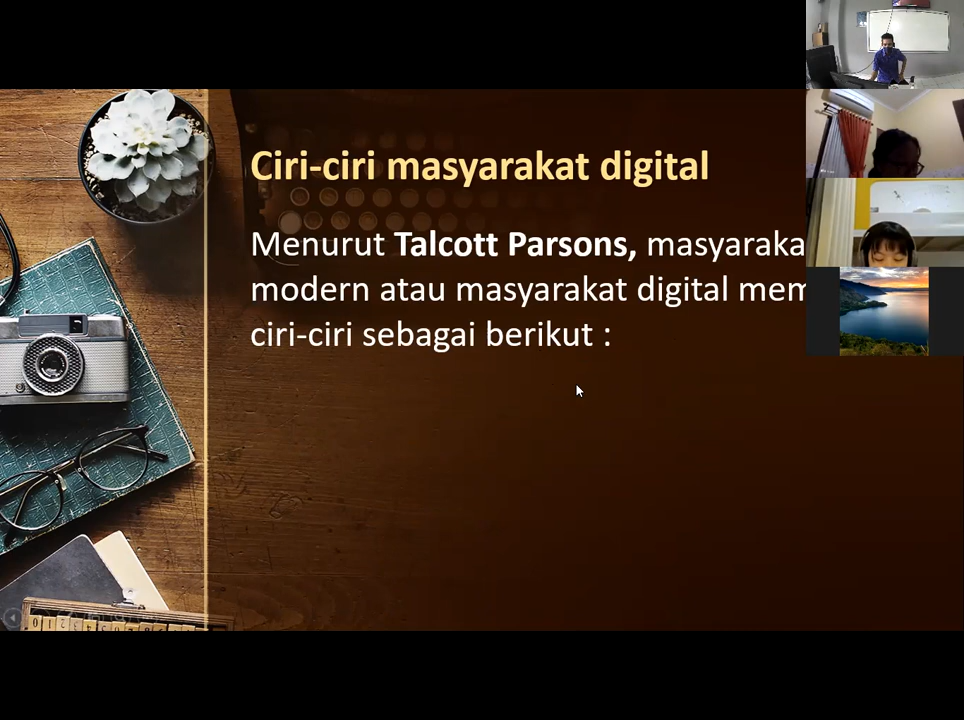 Ciri-ciri masyarakat digital
Menurut Talcott Parsons, masyaraka
modern atau masyarakat digital mem
ciri-ciri sebagai berikut :